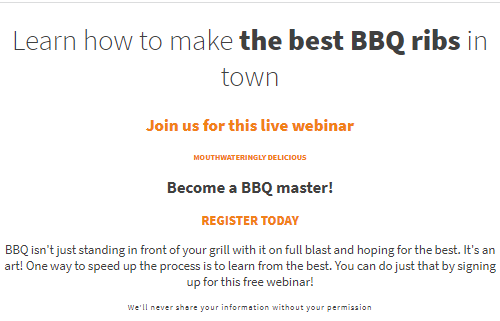 Learn how to make the best BBQ ribs in
town
Join us for this live webinar
MOUTHWATERINGLY DELICIOUS
Become a BBQ master!
REGISTER TODAY
BBQ isn't just standing in front of your grill with it on full blast and hoping for the best. It's an
art! One way to speed up the process is to learn from the best. You can do just that by signing
up for this free webinar!
We'll never share your information without your permission